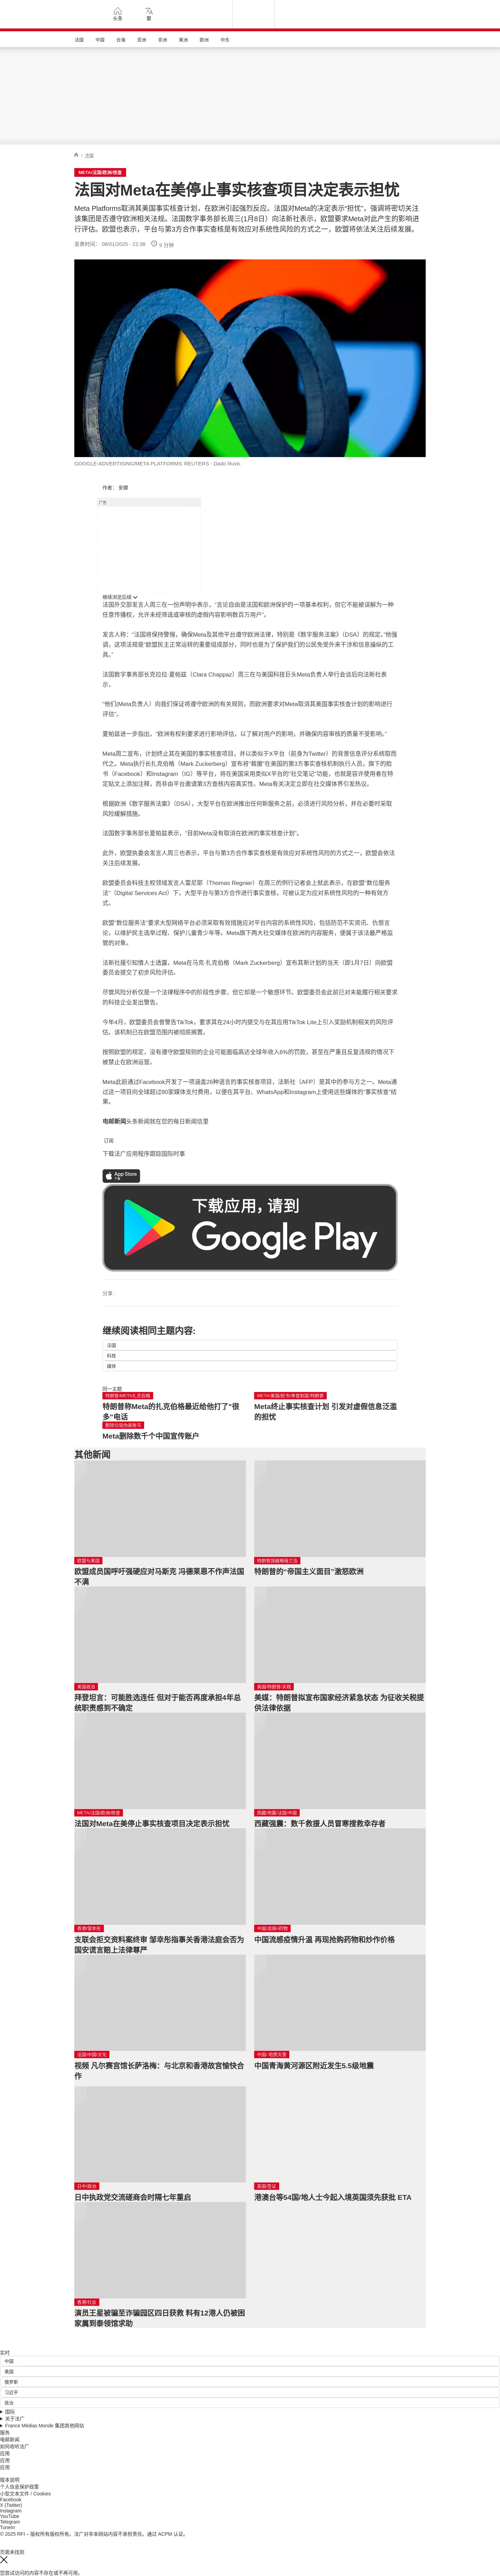 头条
繁
法国
中国
台海
亚洲
非洲
美洲
欧洲
中东
/ 中国
META/法国/欧洲/核查
法国对Meta在美停止事实核查项目决定表示担忧
Meta Platforms取消其美国事实核查计划，在欧洲引起强烈反应。法国对Meta的决定表示“担忧”，强调将密切关注
该集团是否遵守欧洲相关法规。法国数字事务部长周三(1月8日）向法新社表示，欧盟要求Meta对此产生的影响进
行评估。欧盟也表示，平台与第3方合作事实查核是有效应对系统性风险的方式之一，欧盟将依法关注后续发展。
发表时间： 09/01/2025 - 22:38
9 分钟
GOOGLE-ADVERTISING/META PLATFORMS. REUTERS - Dado Ruvic
作者： 安嫘
广告
继续浏览后续
法国外交部发言人周三在一份声明中表示，“言论自由是法国和欧洲保护的一项基本权利，但它不能被误解为一种
任意传播权，允许未经筛选或审核的虚假内容影响数百万用户”。
发言人称：“法国将保持警惕，确保Meta及其他平台遵守欧洲法律，特别是《数字服务法案》（DSA）的规定。”他强
调，这项法规是“欧盟民主正常运转的重要组成部分，同时也是为了保护我们的公民免受外来干涉和信息操纵的工
具。”
法国数字事务部长克拉拉·夏帕兹（Clara Chappaz）周三在与美国科技巨头Meta负责人举行会谈后向法新社表
示，
“他们(Meta负责人）向我们保证将遵守欧洲的有关规则，而欧洲要求对Meta取消其美国事实核查计划的影响进行
评估”。
夏帕兹进一步指出，“欧洲有权利要求进行影响评估，以了解对用户的影响，并确保内容审核的质量不受影响。”
Meta周二宣布，计划终止其在美国的事实核查项目，并以类似于X平台（前身为Twitter）的背景信息评分系统取而
代之。Meta执行长扎克伯格（Mark Zuckerberg）宣布将“裁撤”在美国的第3方事实查核机制执行人员，旗下的脸
书（Facebook）和Instagram（IG）等平台，将在美国采用类似X平台的“社交笔记”功能，也就是容许使用者在特
定贴文上添加注释，而非由平台邀请第3方查核内容真实性。Meta有关决定立即在社交媒体界引发热议。
根据欧洲《数字服务法案》（DSA），大型平台在欧洲推出任何新服务之前，必须进行风险分析，并在必要时采取
风险缓解措施。
法国数字事务部长夏帕兹表示，“目前Meta没有取消在欧洲的事实核查计划”。
此外，欧盟执委会发言人周三也表示，平台与第3方合作事实查核是有效应对系统性风险的方式之一，欧盟会依法
关注后续发展。
欧盟委员会科技主权领域发言人雷尼耶（Thomas Regnier）在周三的例行记者会上就此表示，在欧盟“数位服务
法”（Digital Services Act）下，大型平台与第3方合作进行事实查核，可被认定为应对系统性风险的一种有效方
式。
欧盟“数位服务法”要求大型网络平台必须采取有效措施应对平台内容的系统性风险，包括防范不实资讯、仇恨言
论，以维护民主选举过程、保护儿童青少年等。Meta旗下两大社交媒体在欧洲的内容服务，便属于该法最严格监
管的对象。
法新社援引知情人士透露，Meta在马克·扎克伯格（Mark Zuckerberg）宣布其新计划的当天（即1月7日）向欧盟
委员会提交了初步风险评估。
尽管风险分析仅是一个法律程序中的阶段性步骤，但它却是一个敏感环节。欧盟委员会此前已对未能履行相关要求
的科技企业发出警告。
今年4月，欧盟委员会曾警告TikTok，要求其在24小时内提交与在其应用TikTok Lite上引入奖励机制相关的风险评
估。该机制已在欧盟范围内被彻底搁置。
按照欧盟的规定，没有遵守欧盟规则的企业可能面临高达全球年收入6%的罚款，甚至在严重且反复违规的情况下
被禁止在欧洲运营。
Meta此前通过Facebook开发了一项涵盖26种语言的事实核查项目，法新社（AFP）是其中的参与方之一。Meta通
过这一项目向全球超过80家媒体支付费用，以便在其平台、WhatsApp和Instagram上使用这些媒体的“事实核查”结
果。
电邮新闻头条新闻就在您的每日新闻信里
订阅
下载法广应用程序跟踪国际时事
App Store
下载
下载应用，请到
Google Play
分享 :
继续阅读相同主题内容:
法国
科技
媒体
同一主题
特朗普/META扎克伯格
特朗普称Meta的扎克伯格最近给他打了“很
多”电话
Meta终止事实核查计划 引发对虚假信息泛滥
的担忧
删除垃圾伪装账号
Meta删除数千个中国宣传账户
其他新闻
欧盟与美国
欧盟成员国呼吁强硬应对马斯克 冯德莱恩不作声法国
不满
特朗普的“帝国主义面目”激怒欧洲
美国政治
拜登坦言：可能胜选连任 但对于能否再度承担4年总
统职责感到不确定
美国/特朗普/关税
美媒：特朗普拟宣布国家经济紧急状态 为征收关税提
供法律依据
META/法国/欧洲/核查
法国对Meta在美停止事实核查项目决定表示担忧
西藏/地震/法国/中国
西藏强震：数千救援人员冒寒搜救幸存者
香港/邹幸彤
支联会拒交资料案终审 邹幸彤指事关香港法庭会否为
国安谎言赔上法律尊严
中国/流感/药物
中国流感疫情升温 再现抢购药物和炒作价格
法国/中国/文化
视频 凡尔赛宫馆长萨洛梅：与北京和香港故宫愉快合
作
中国/ 地质灾害
中国青海黄河源区附近发生5.5级地震
日中/政治
日中执政党交流磋商会时隔七年重启
英国/签证
港澳台等54国/地人士今起入境英国须先获批 ETA
香港/社会
演员王星被骗至诈骗园区四日获救 料有12港人仍被困
家属到泰领馆求助
实时
中国
美国
俄罗斯
习近平
政治
国际
关于法广
France Médias Monde 集团其他网站
服务
电邮新闻
如何收听法广
应用
应用
应用
版本说明
个人信息保护政策
小型文本文件 / Cookies
Facebook
X (Twitter)
Instagram
YouTube
Telegram
TuneIn
© 2025 RFI – 版权所有版权所有。法广对非本网站内容不承担责任。通过 ACPM 认证。
页面未找到
您尝试访问的内容不存在或不再可用。